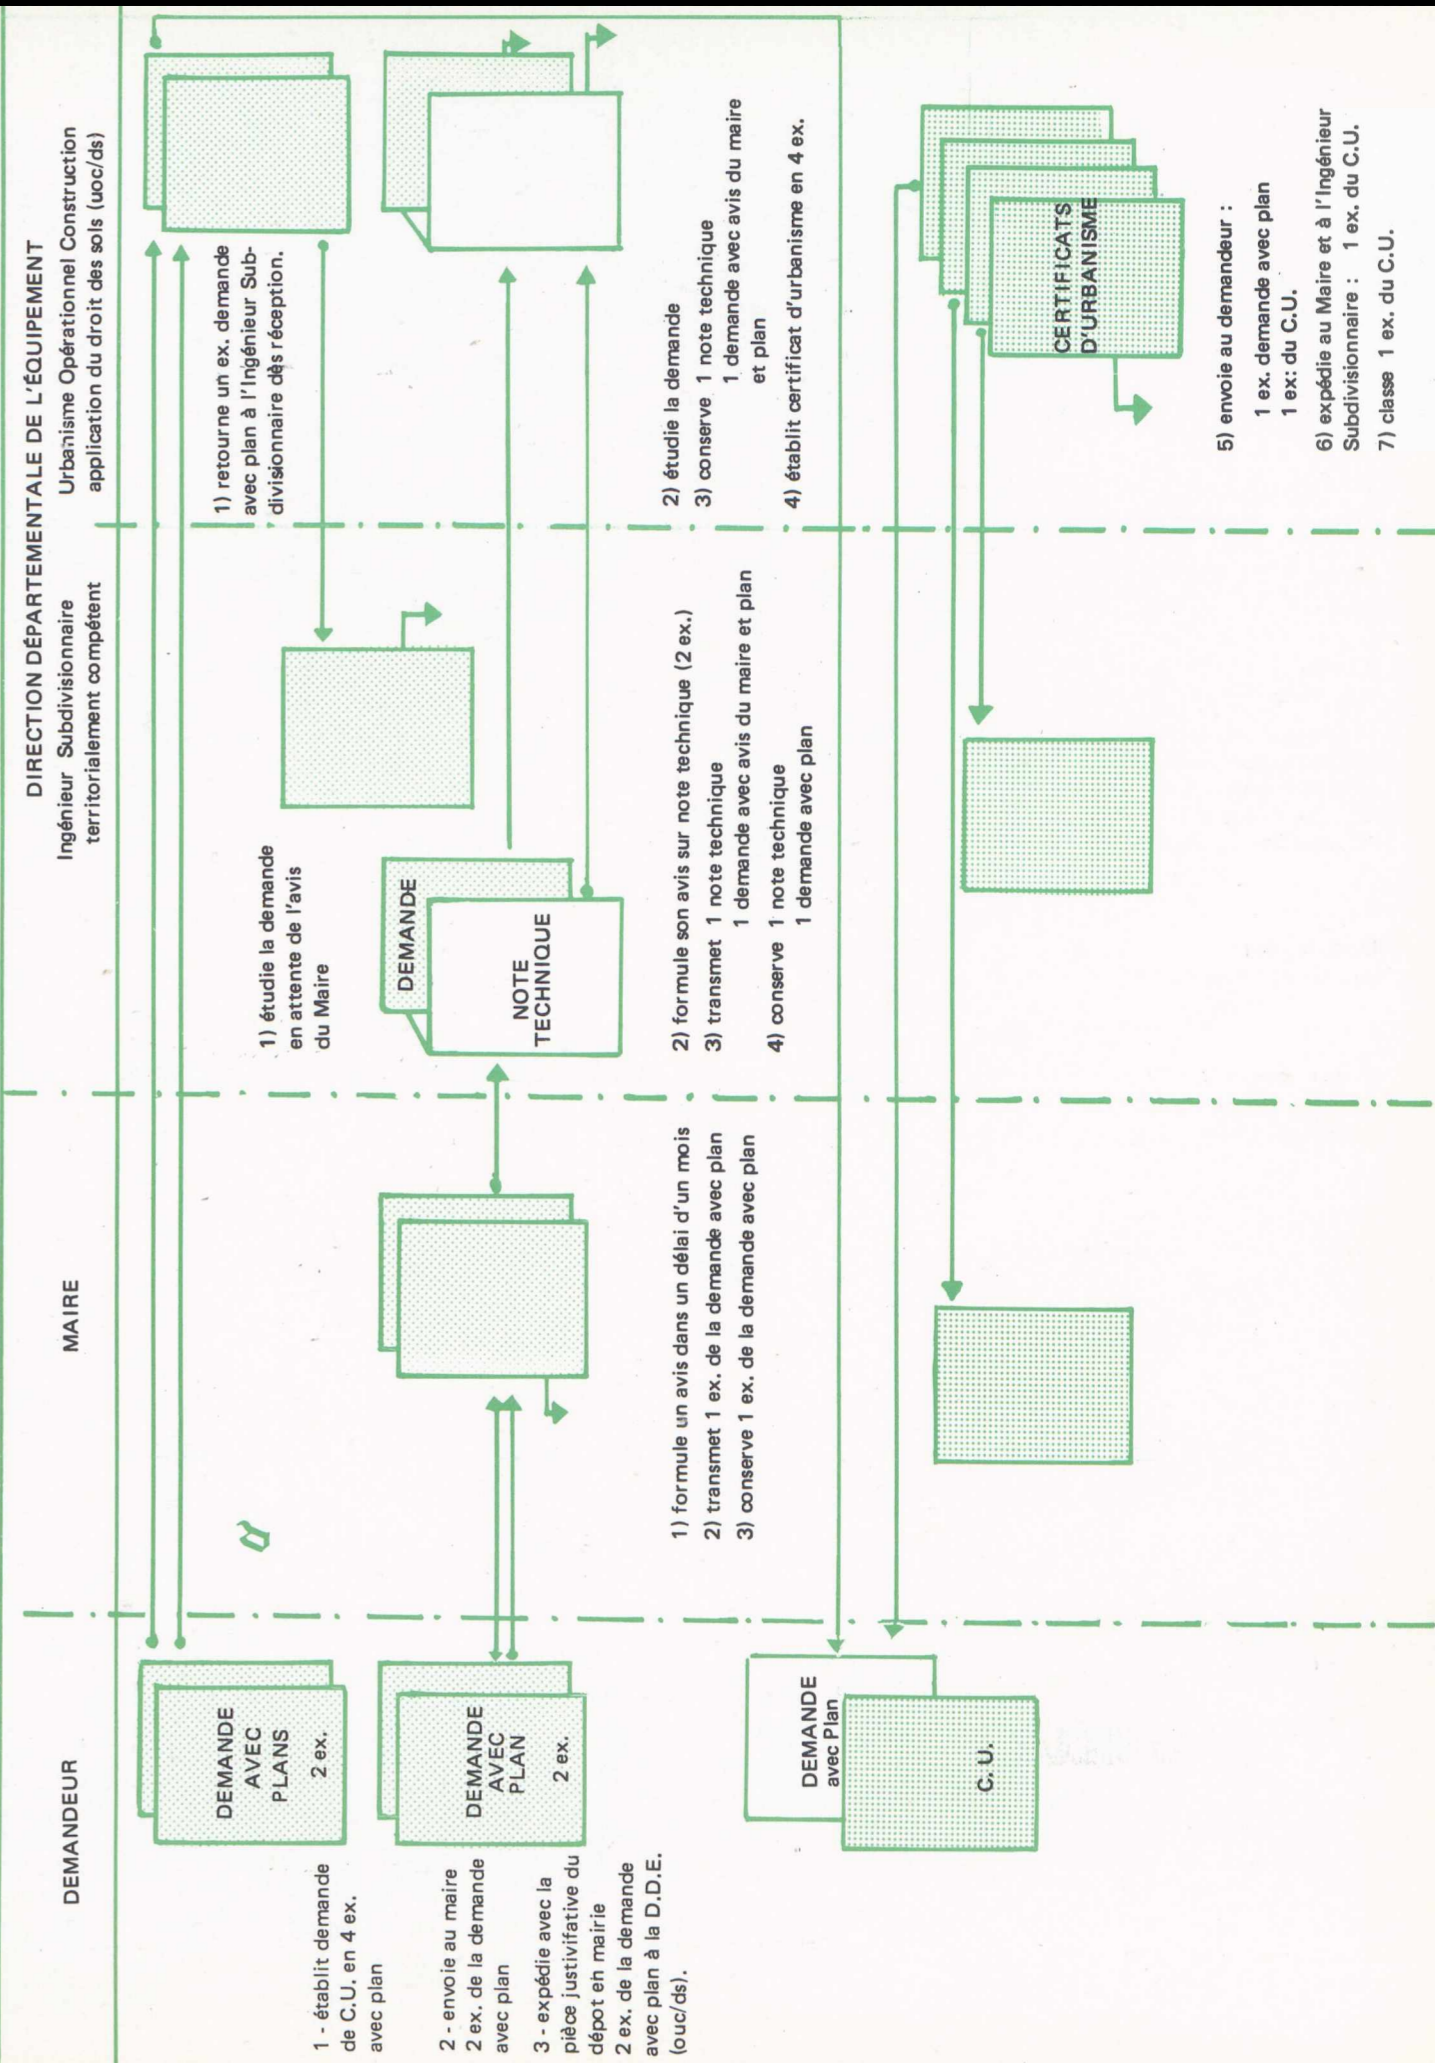 DEMANDEUR
MAIRE
DIRECTION DÉPARTEMENTALE DE L'ÉQUIPEMENT
Ingénieur Subdivisionnaire
territorialement compétent
Urbanisme Opérationnel Construction
application du droit des sols (uoc/ds)
DEMANDE
AVEC
PLANS
2 ex.
1 - établit demande
de C.U. en 4 ex.
avec plan
DEMANDE
AVEC
PLAN
2 ex.
2 - envoie au maire
2 ex. de la demande
avec plan
3 - expédie avec la
pièce justivifative du
dépot en mairie
2 ex. de la demande
avec plan à la D.D.E.
(ouc/ds).
DEMANDE
avec Plan
C.U.
1) formule un avis dans un délai d'un mois
2) transmet 1 ex. de la demande avec plan
3) conserve 1 ex. de la demande avec plan
1) étudie la demande
en attente de l'avis
du Maire
DEMANDE
NOTE
TECHNIQUE
2) formule son avis sur note technique (2 ex.)
3) transmet 1 note technique
1 demande avec avis du maire et plan
4) conserve 1 note technique
1 demande avec plan
1) retourne un ex. demande
avec plan à l'Ingénieur Sub-
divisionnaire dès réception.
2) étudie la demande
3) conserve 1 note technique
1 demande avec avis du maire
et plan
4) établit certificat d'urbanisme en 4 ex.
CERTIFICATS
D'URBANISME
5) envoie au demandeur :
1 ex. demande avec plan
1 ex: du C.U.
6) expédie au Maire et à l'Ingénieur
Subdivisionnaire : 1 ex. du C.U.
7) classe 1 ex. du C.U.